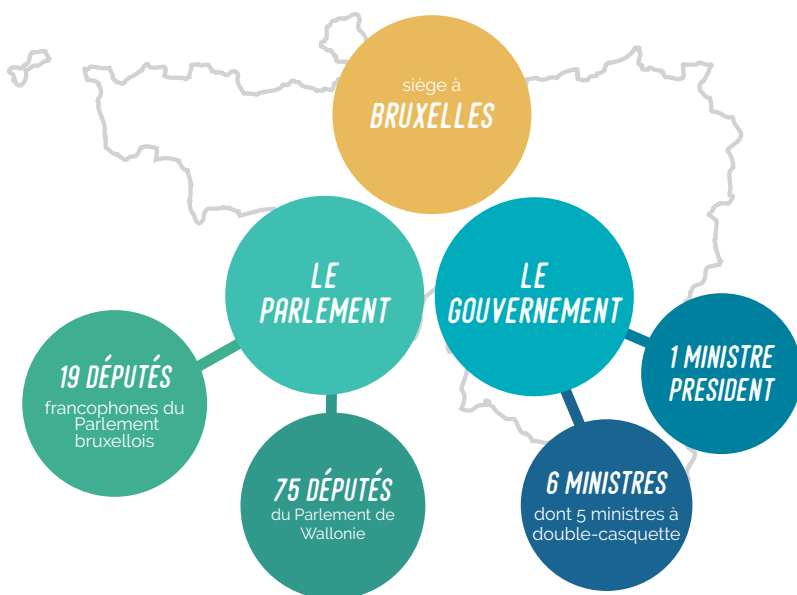 siège à
BRUXELLES
LE
PARLEMENT
LE
GOUVERNEMENT
19 DÉPUTÉS
francophones du
Parlement
bruxellois
75 DÉPUTÉS
du Parlement de
Wallonie
1 MINISTRE
PRESIDENT
6 MINISTRES
dont 5 ministres à
double-casquette